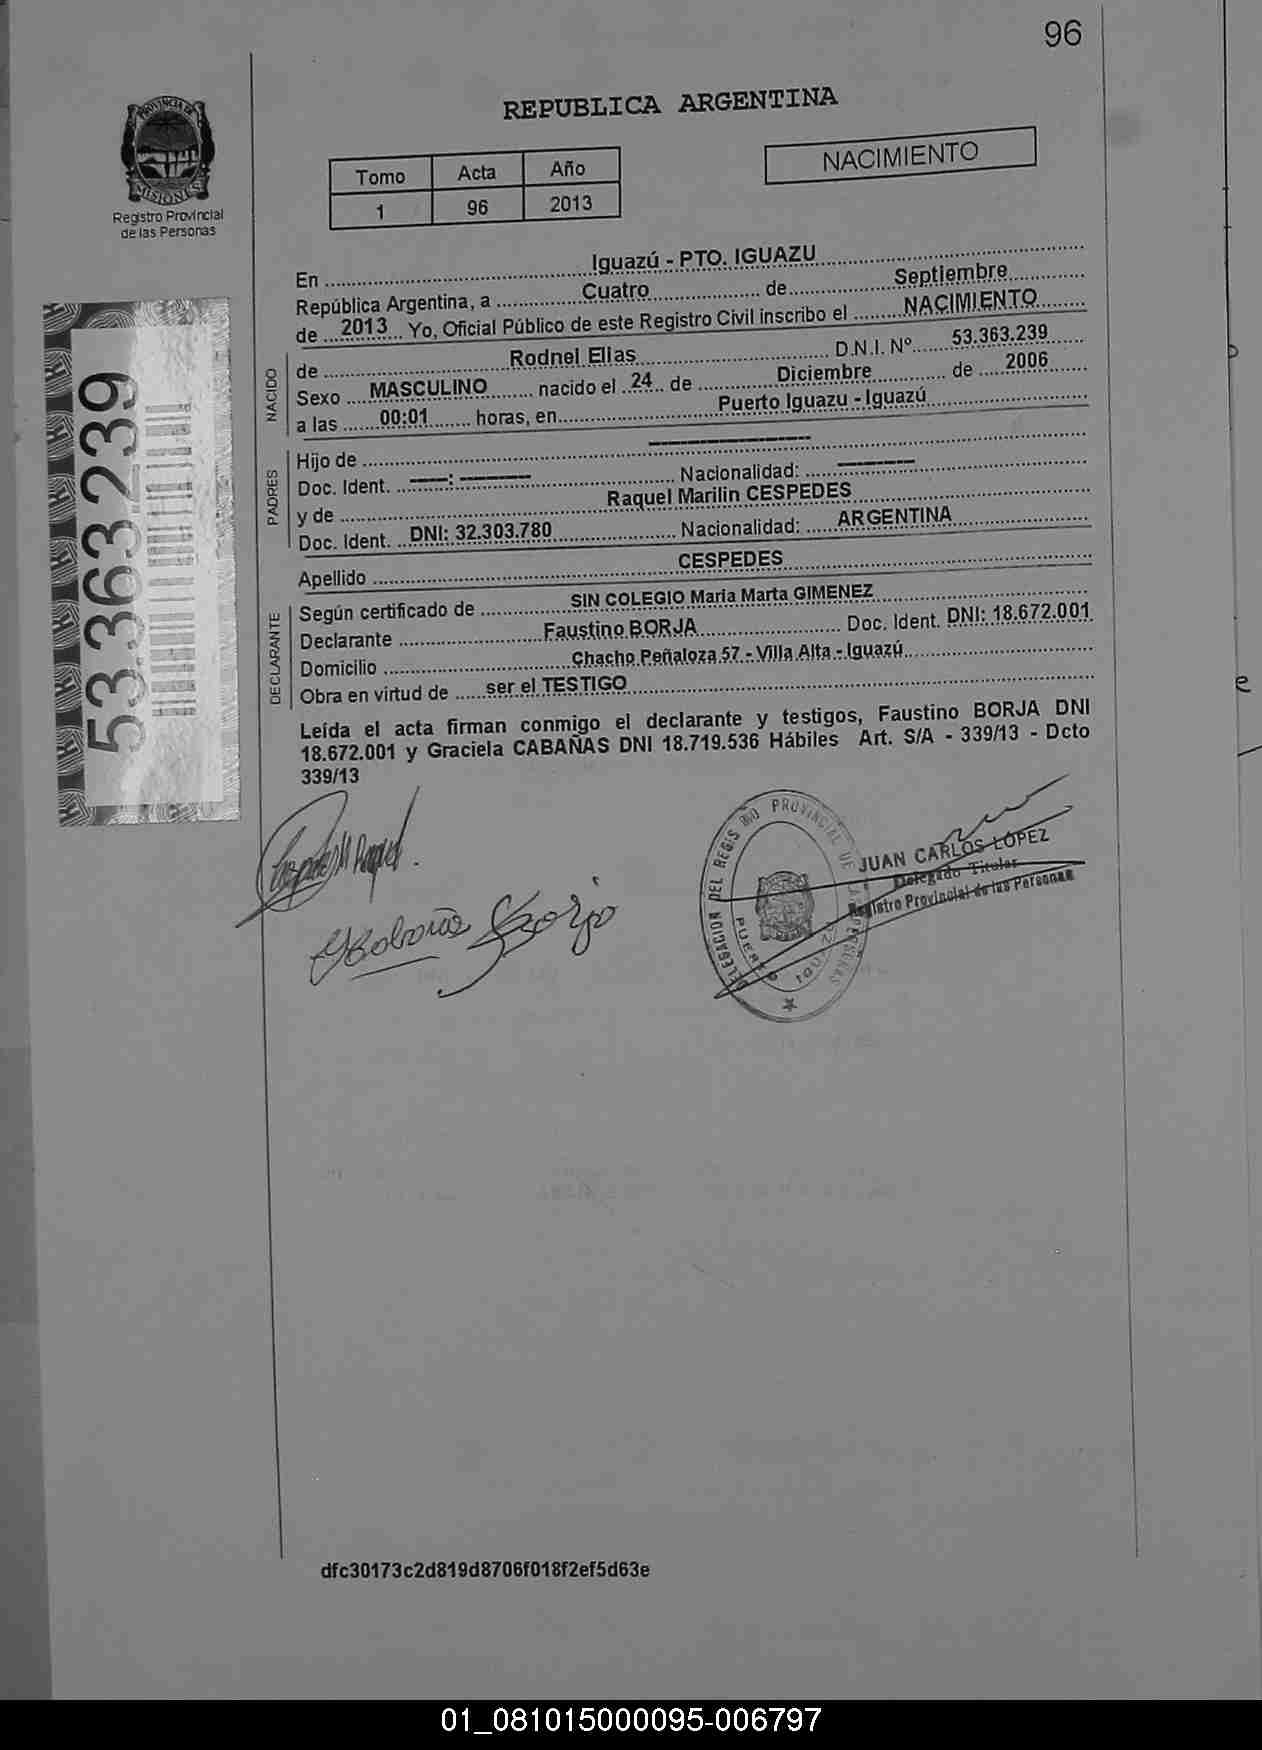 96
REPUBLICA ARGENTINA
NACIMIENTO
PROVINCIA DE
MISIONES
Registro Provincial
de las Personas
Tomo Acta Año
1 96 2013
En Iguazú - PTO. IGUAZU
República Argentina, a Cuatro de Septiembre
de 2013 Yo, Oficial Público de este Registro Civil inscribo el NACIMIENTO
NACIDO
de Rodnel Elias D.N.I. Nº 53.363.239
Sexo MASCULINO nacido el 24 de Diciembre de 2006
a las 00:01 horas, en Puerto Iguazu - Iguazú
PADRES
Hijo de ----------------
Doc. Ident. ----: -------- Nacionalidad: ---------
y de Raquel Marilin CESPEDES
Doc. Ident. DNI: 32.303.780 Nacionalidad: ARGENTINA
Apellido CESPEDES
DECLARANTE
Según certificado de SIN COLEGIO Maria Marta GIMENEZ
Declarante Faustino BORJA Doc. Ident. DNI: 18.672.001
Domicilio Chacho Peñaloza 57 - Villa Alta - Iguazú
Obra en virtud de ser el TESTIGO
Leída el acta firman conmigo el declarante y testigos, Faustino BORJA DNI
18.672.001 y Graciela CABAÑAS DNI 18.719.536 Hábiles Art. S/A - 339/13 - Dcto
339/13
53.363.239
JUAN CARLOS LÓPEZ
Delegado Titular
Registro Provincial de las Personas
dfc30173c2d819d8706f018f2ef5d63e
01_081015000095-006797